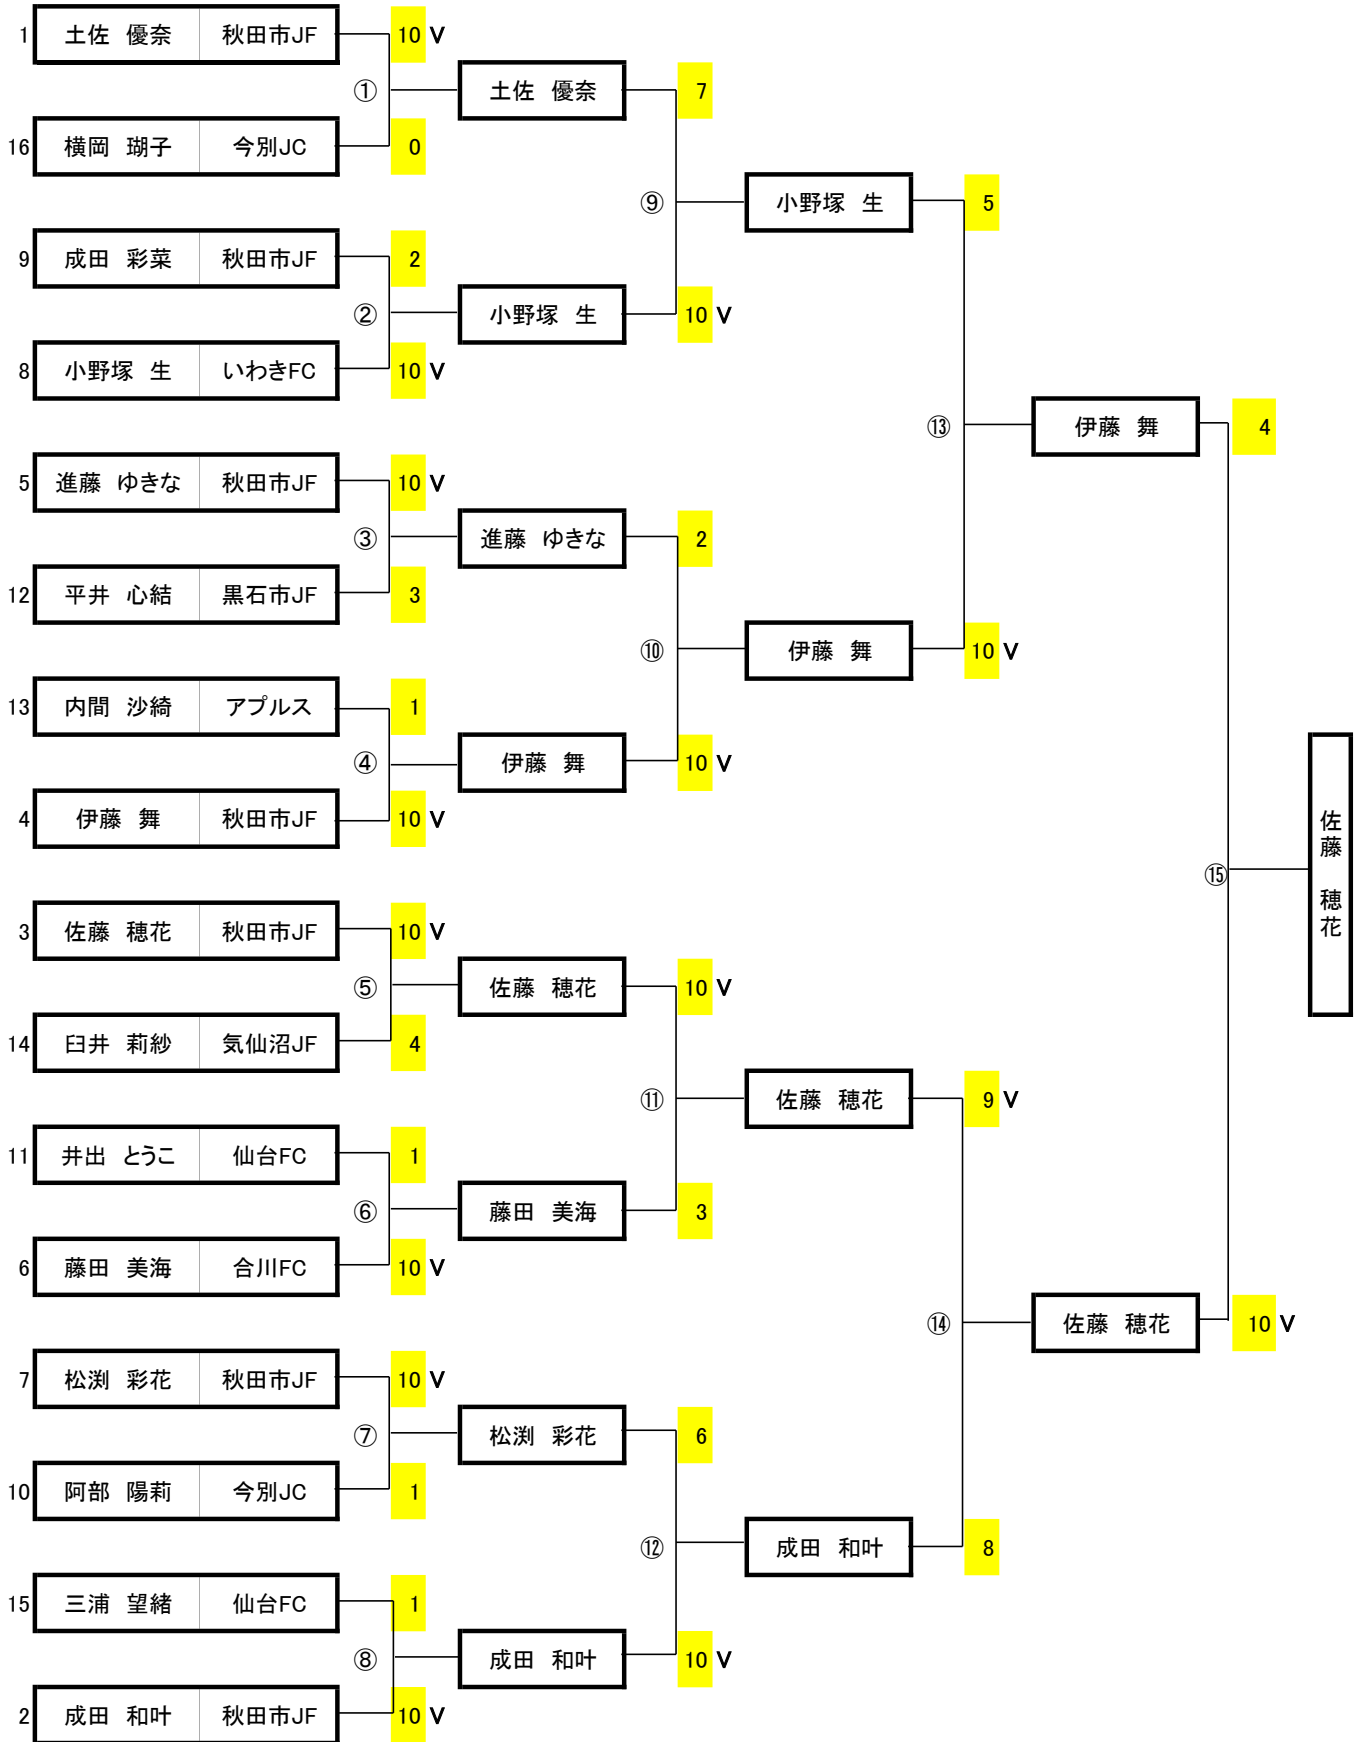 1 土佐 優奈 秋田市JF 10 V
① 土佐 優奈 7
16 横岡 瑚子 今別JC 0
⑨ 小野塚 生 5
9 成田 彩菜 秋田市JF 2
② 小野塚 生 10 V
8 小野塚 生 いわきFC 10 V
⑬ 伊藤 舞 4
5 進藤 ゆきな 秋田市JF 10 V
③ 進藤 ゆきな 2
12 平井 心結 黒石市JF 3
⑩ 伊藤 舞 10 V
13 内間 沙綺 アプルス 1
④ 伊藤 舞 10 V
4 伊藤 舞 秋田市JF 10 V
⑮ 佐藤 穂花
3 佐藤 穂花 秋田市JF 10 V
⑤ 佐藤 穂花 10 V
14 臼井 莉紗 気仙沼JF 4
⑪ 佐藤 穂花 9 V
11 井出 とうこ 仙台FC 1
⑥ 藤田 美海 3
6 藤田 美海 合川FC 10 V
⑭ 佐藤 穂花 10 V
7 松渕 彩花 秋田市JF 10 V
⑦ 松渕 彩花 6
10 阿部 陽莉 今別JC 1
⑫ 成田 和叶 8
15 三浦 望緒 仙台FC 1
⑧ 成田 和叶 10 V
2 成田 和叶 秋田市JF 10 V